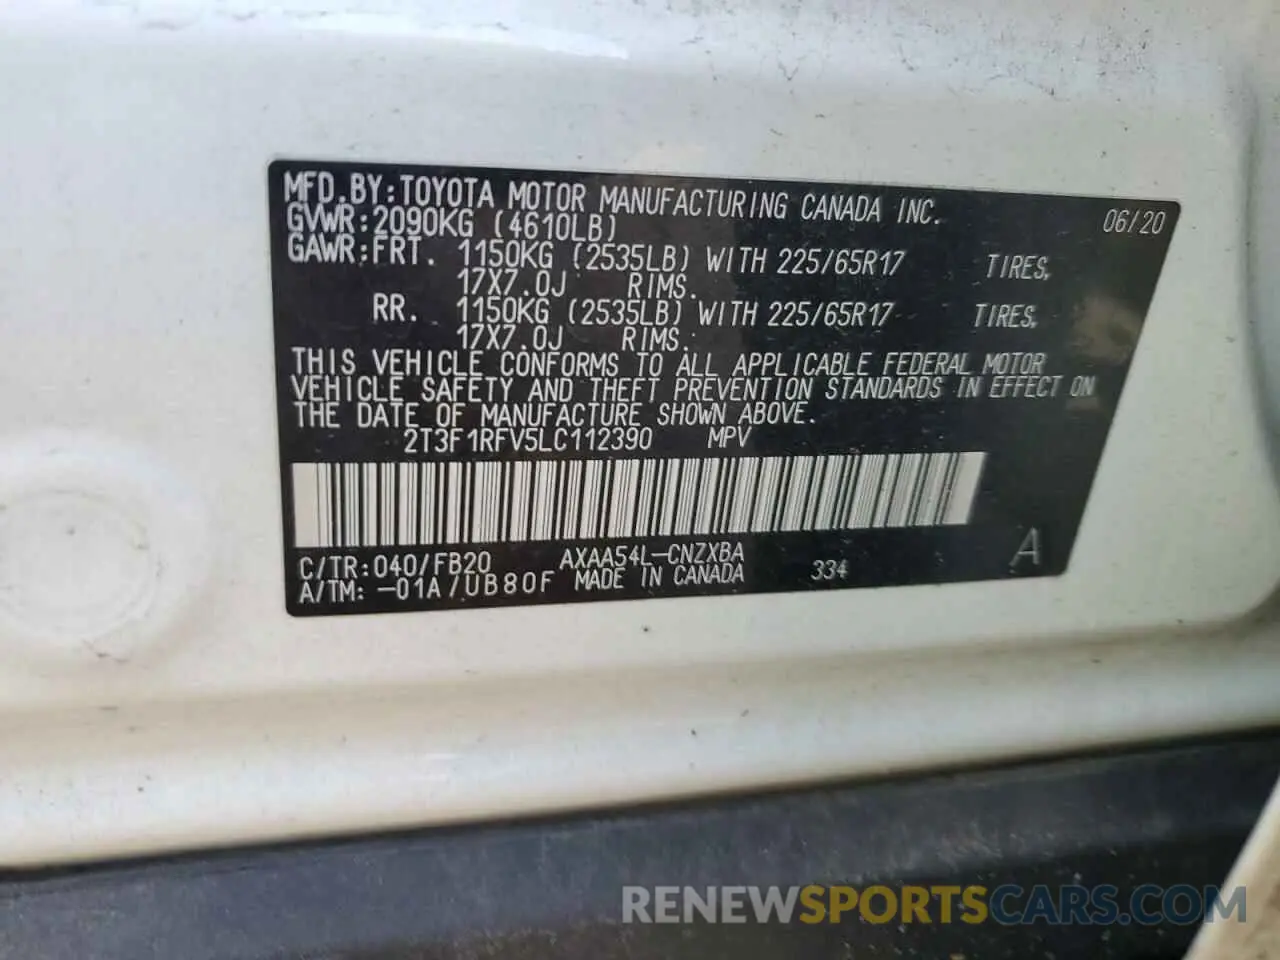 MFD.BY:TOYOTA MOTOR MANUFACTURING CANADA INC. 06/20
GVWR:2090KG (4610LB)
GAWR:FRT. 1150KG (2535LB) WITH 225/65R17 TIRES,
17X7.0J RIMS.
RR. 1150KG (2535LB) WITH 225/65R17 TIRES,
17X7.0J RIMS.
THIS VEHICLE CONFORMS TO ALL APPLICABLE FEDERAL MOTOR
VEHICLE SAFETY AND THEFT PREVENTION STANDARDS IN EFFECT ON
THE DATE OF MANUFACTURE SHOWN ABOVE.
2T3F1RFV5LC112390 MPV
C/TR:040/FB20 AXAA54L-CNZXBA A
A/TM:-01A/UB80F MADE IN CANADA 334
RENEWSPORTSCARS.COM